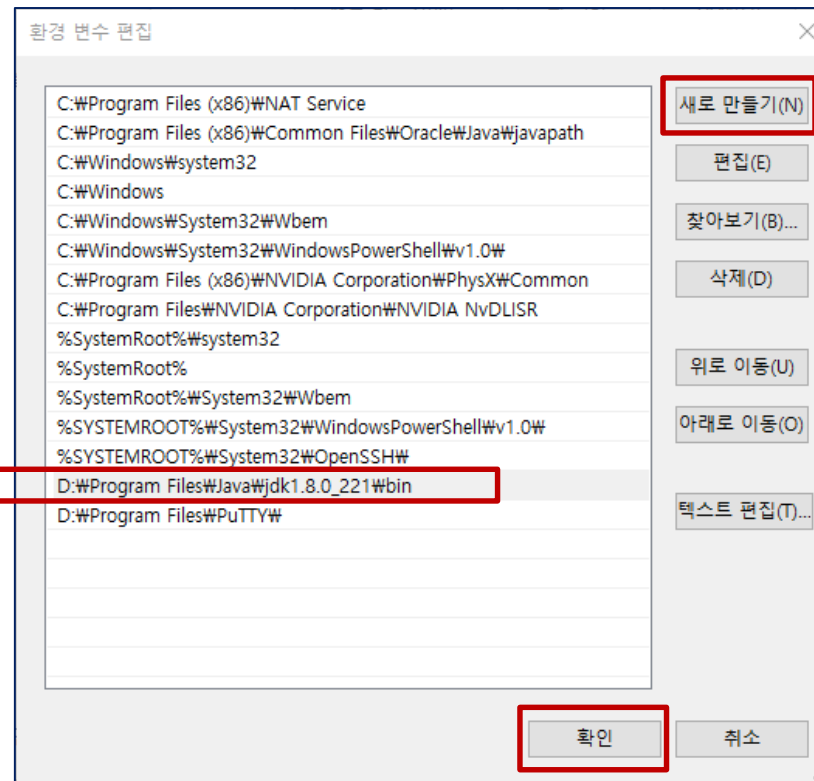 환경 변수 편집
C:₩Program Files (x86)₩NAT Service
C:₩Program Files (x86)₩Common Files₩Oracle₩Java₩javapath
C:₩Windows₩system32
C:₩Windows
C:₩Windows₩System32₩Wbem
C:₩Windows₩System32₩WindowsPowerShell₩v1.0₩
C:₩Program Files (x86)₩NVIDIA Corporation₩PhysX₩Common
C:₩Program Files₩NVIDIA Corporation₩NVIDIA NvDLISR
%SystemRoot%₩system32
%SystemRoot%
%SystemRoot%₩System32₩Wbem
%SYSTEMROOT%₩System32₩WindowsPowerShell₩v1.0₩
%SYSTEMROOT%₩System32₩OpenSSH₩
D:₩Program Files₩Java₩jdk1.8.0_221₩bin
D:₩Program Files₩PuTTY₩
새로 만들기(N)
편집(E)
찾아보기(B)...
삭제(D)
위로 이동(U)
아래로 이동(O)
텍스트 편집(T)...
확인
취소